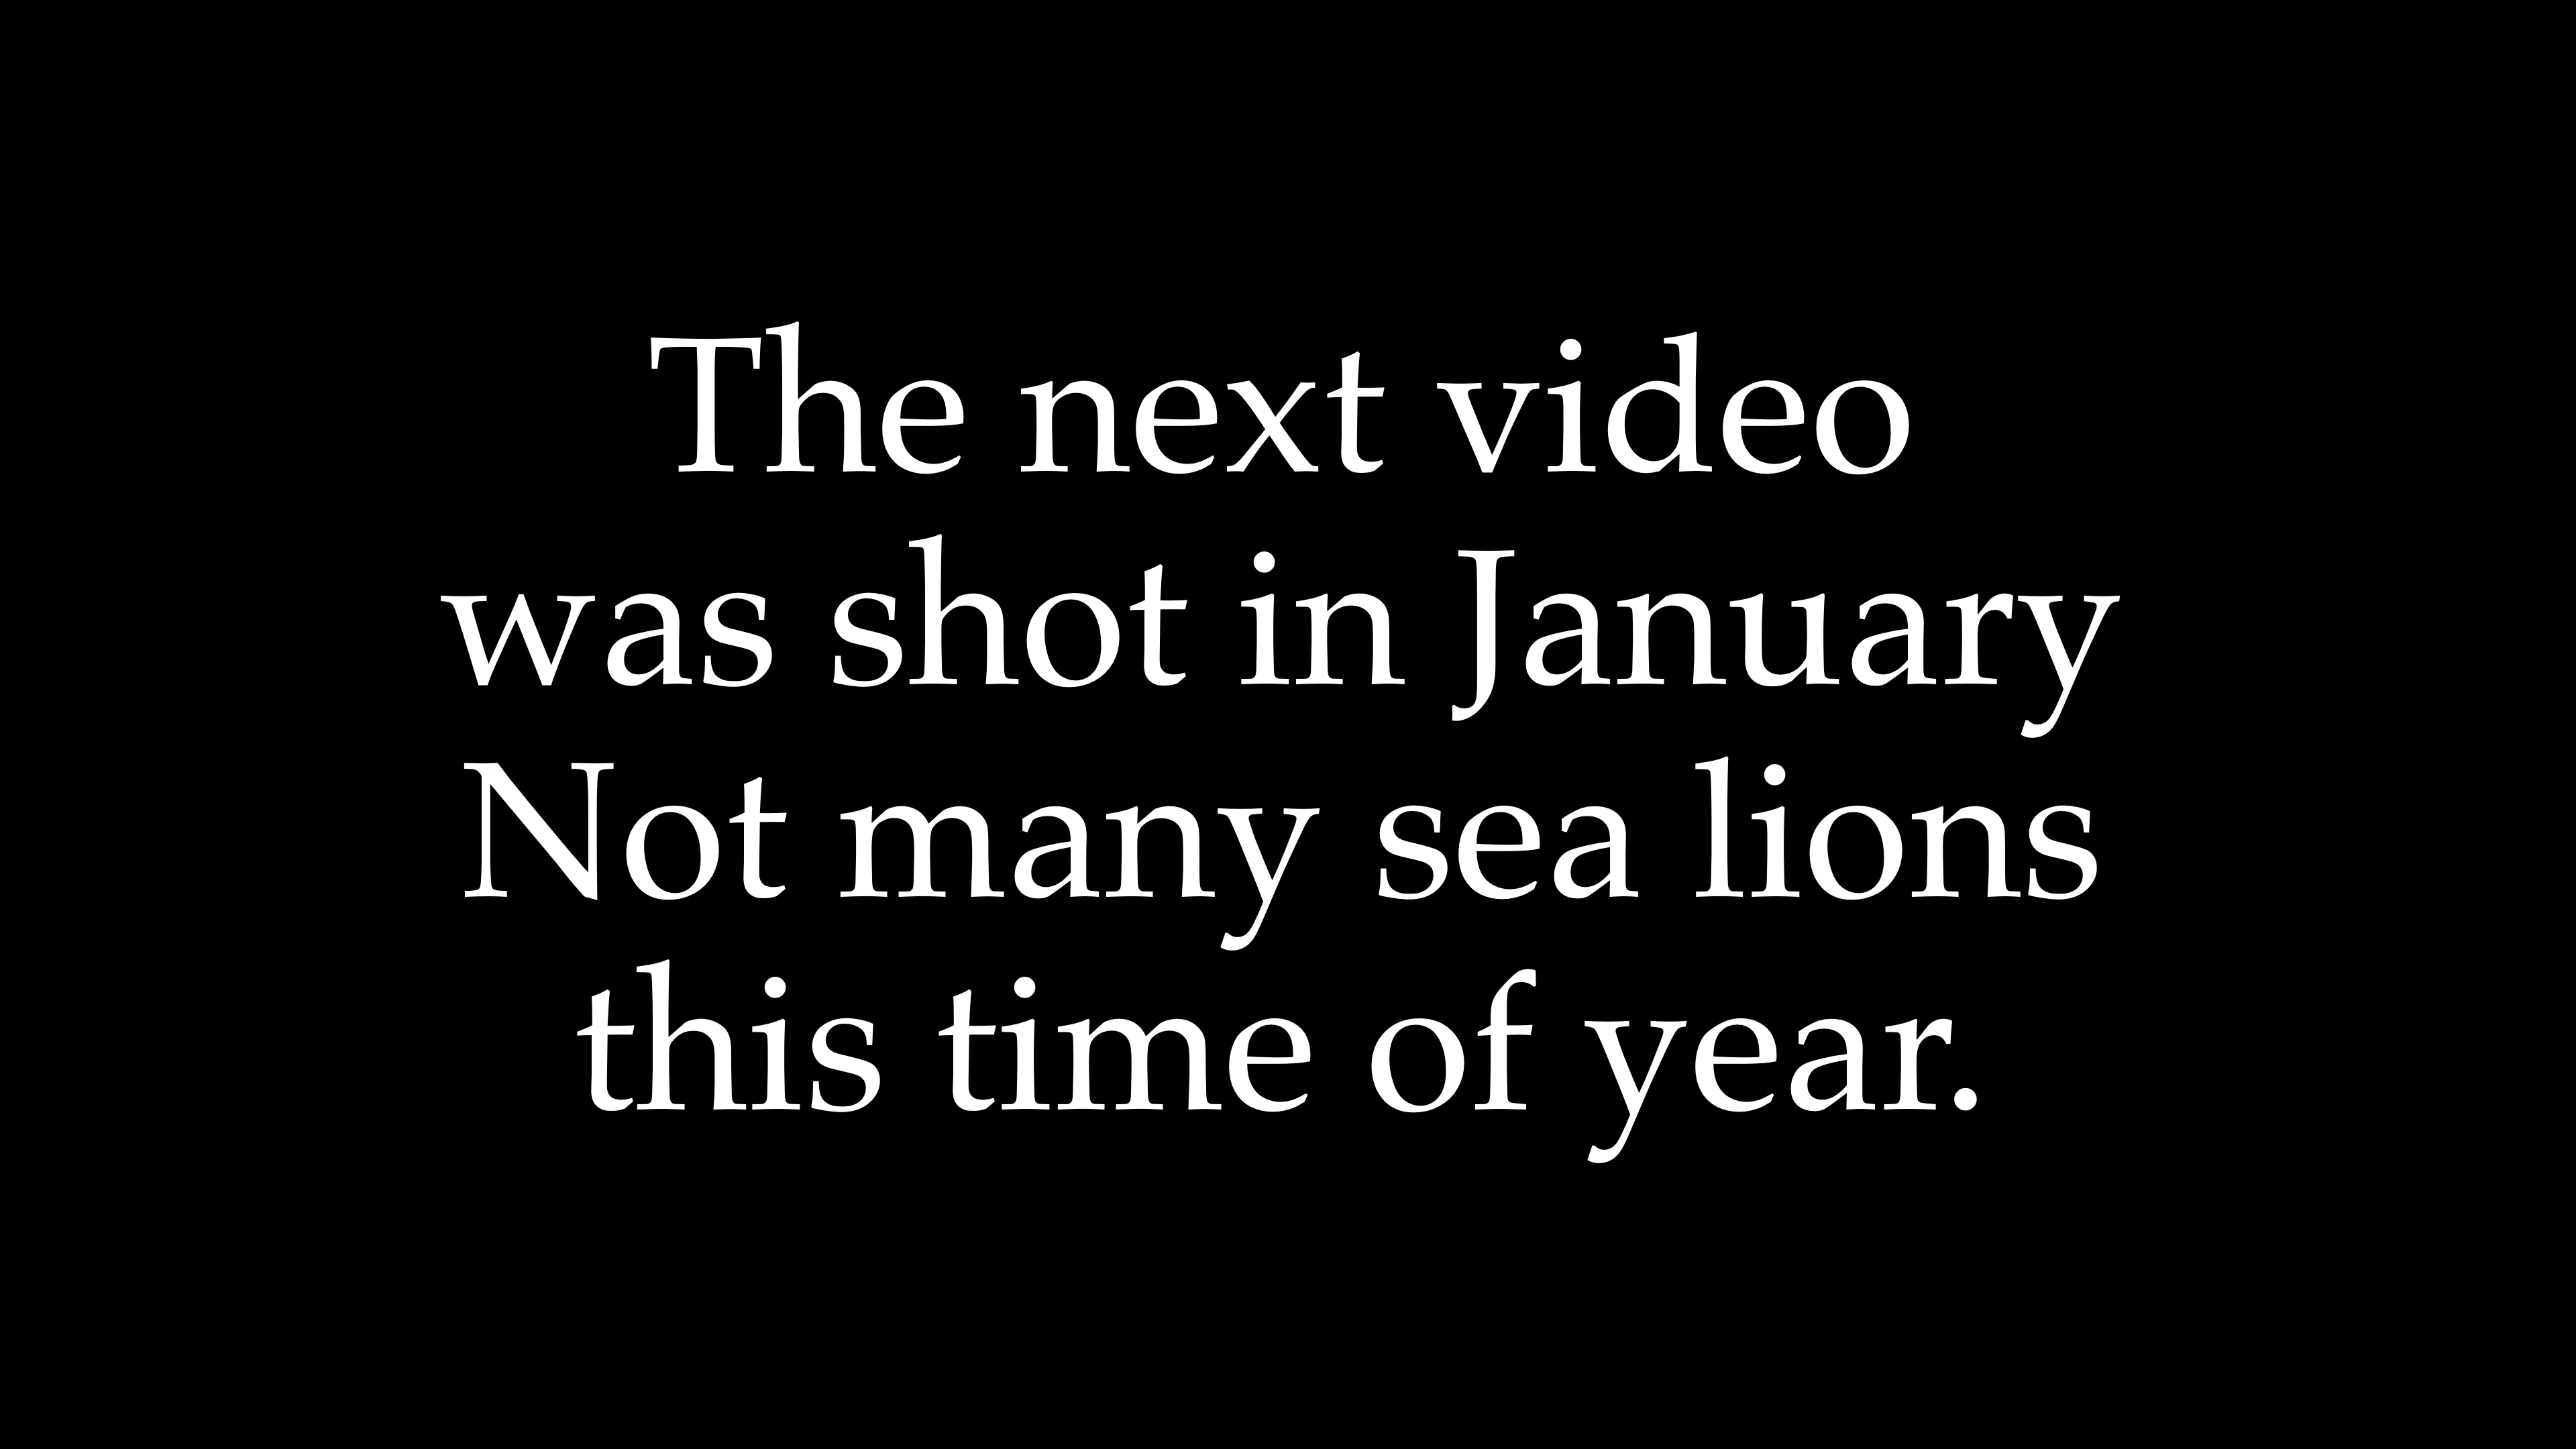 The next video
was shot in January
Not many sea lions
this time of year.